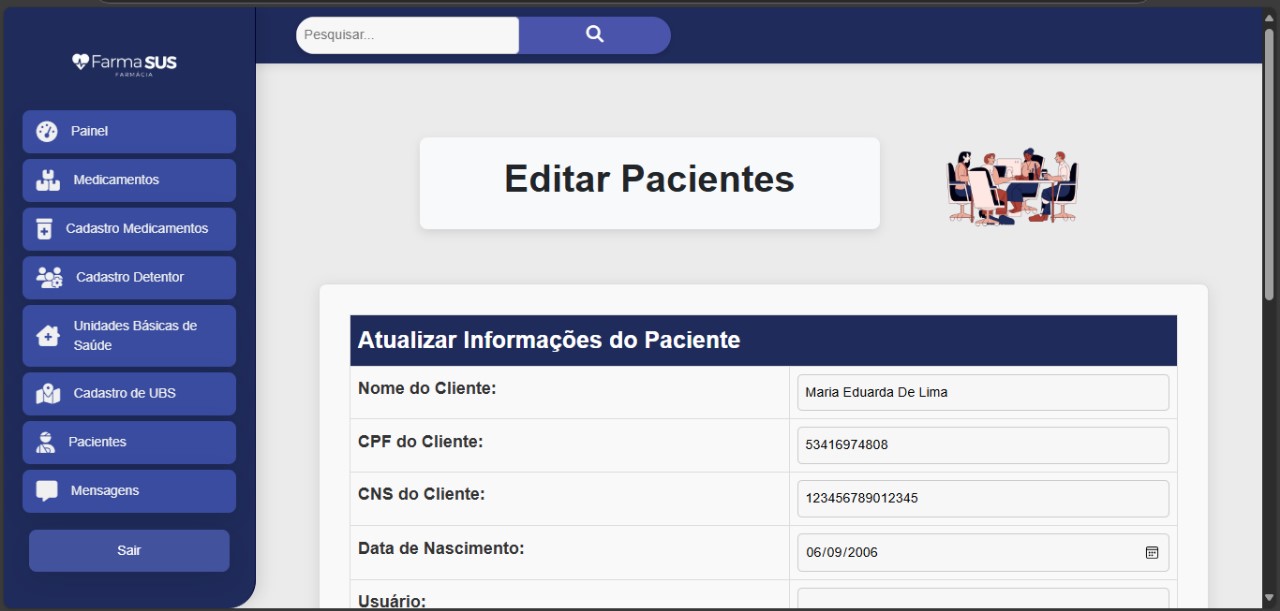 Farma SUS
FARMÁCIA
Painel
Medicamentos
Cadastro Medicamentos
Cadastro Detentor
Unidades Básicas de
Saúde
Cadastro de UBS
Pacientes
Mensagens
Sair
Pesquisar...
Editar Pacientes
Atualizar Informações do Paciente
Nome do Cliente:
Maria Eduarda De Lima
CPF do Cliente:
53416974808
CNS do Cliente:
123456789012345
Data de Nascimento:
06/09/2006
Usuário: